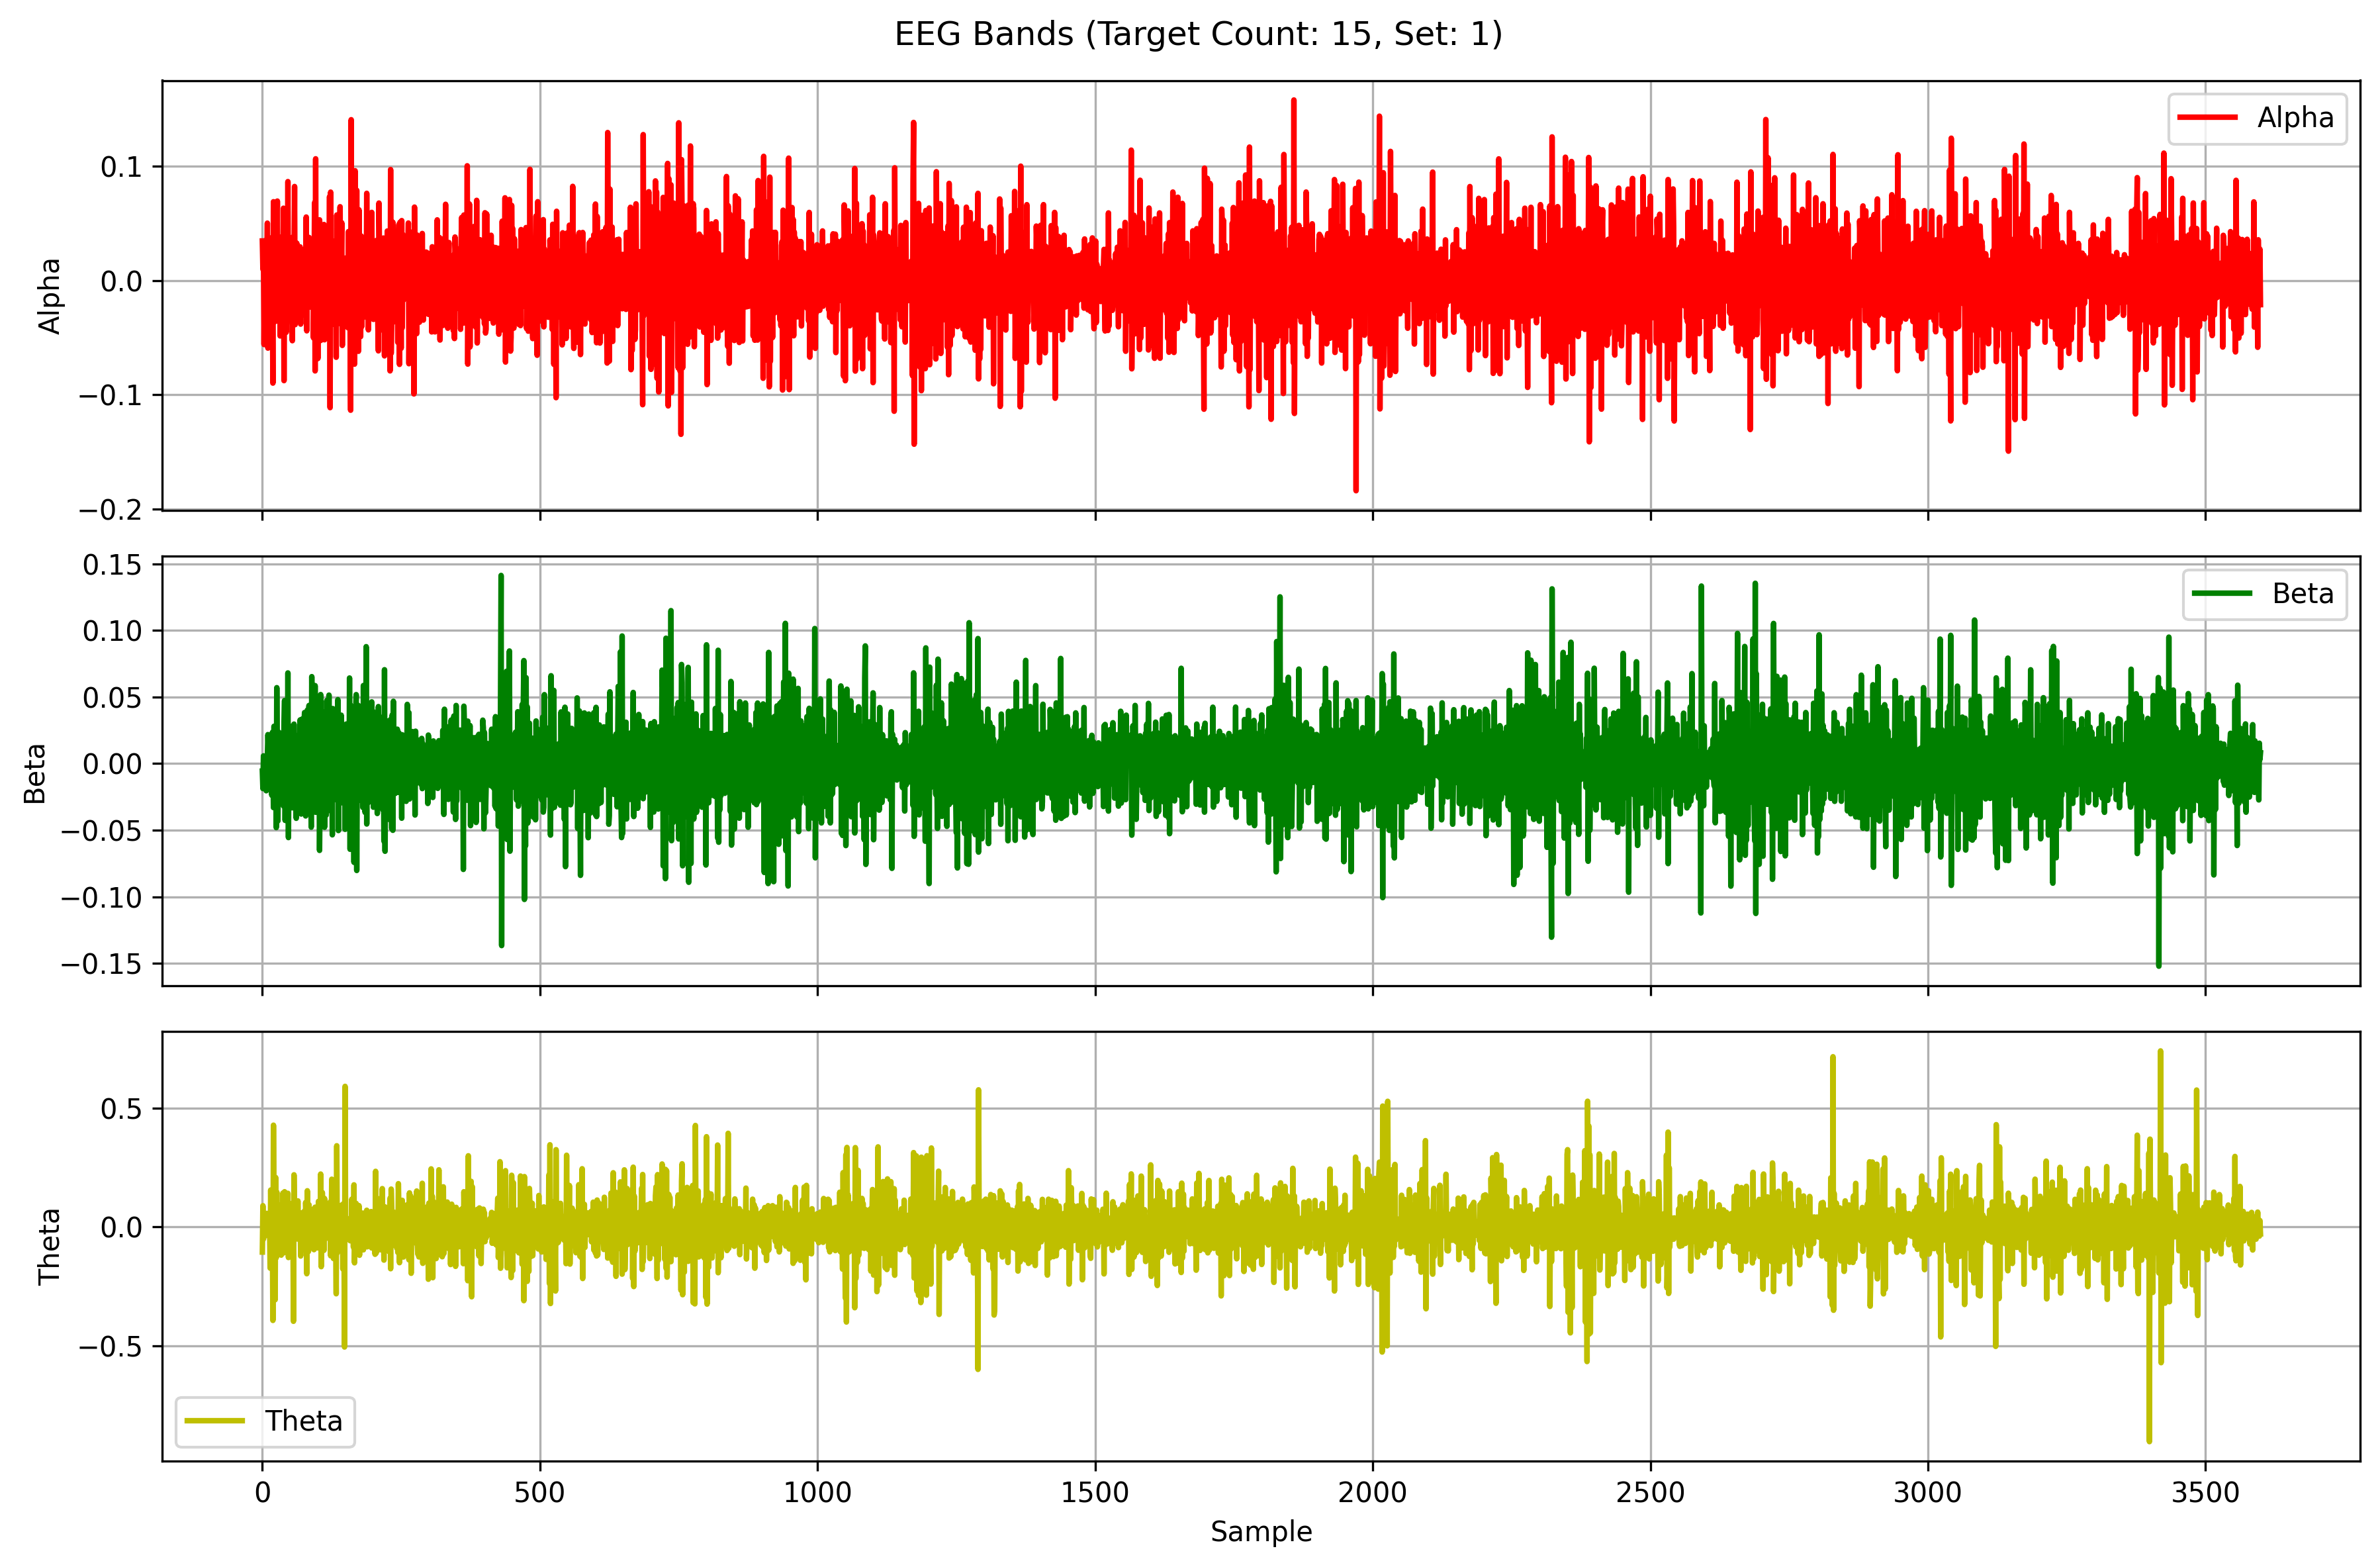 EEG Bands (Target Count: 15, Set: 1)
Alpha
0.1
0.0
−0.1
−0.2
Alpha
Beta
0.15
0.10
0.05
0.00
−0.05
−0.10
−0.15
Beta
Theta
0.5
0.0
−0.5
Theta
0 500 1000 1500 2000 2500 3000 3500
Sample